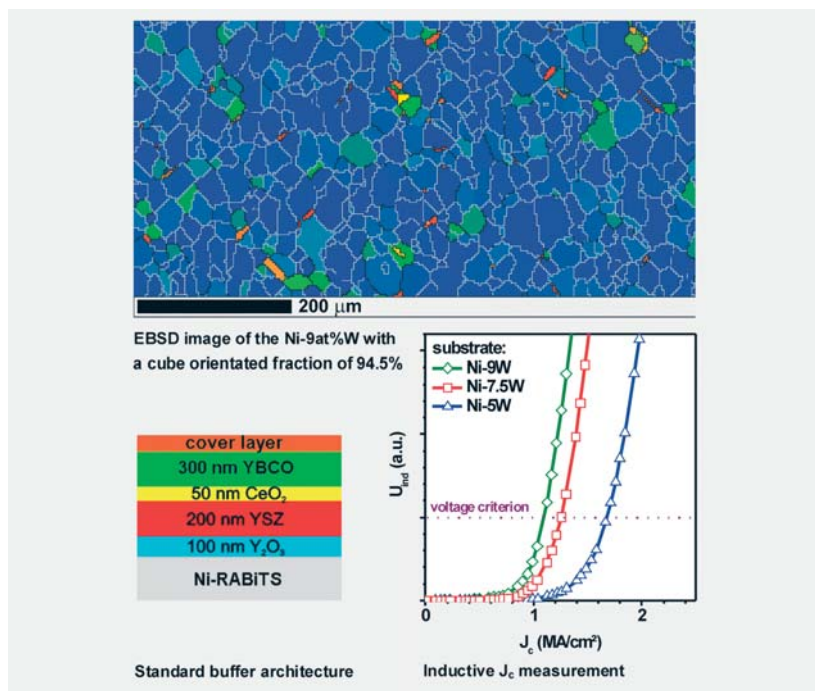 200 μm
EBSD image of the Ni-9at%W with
a cube orientated fraction of 94.5%
cover layer
300 nm YBCO
50 nm CeO₂
200 nm YSZ
100 nm Y₂O₃
Ni-RABiTS
Standard buffer architecture
substrate:
Ni-9W
Ni-7.5W
Ni-5W
U_ind (a.u.)
voltage criterion
0 1 2
J_c (MA/cm²)
Inductive J_c measurement